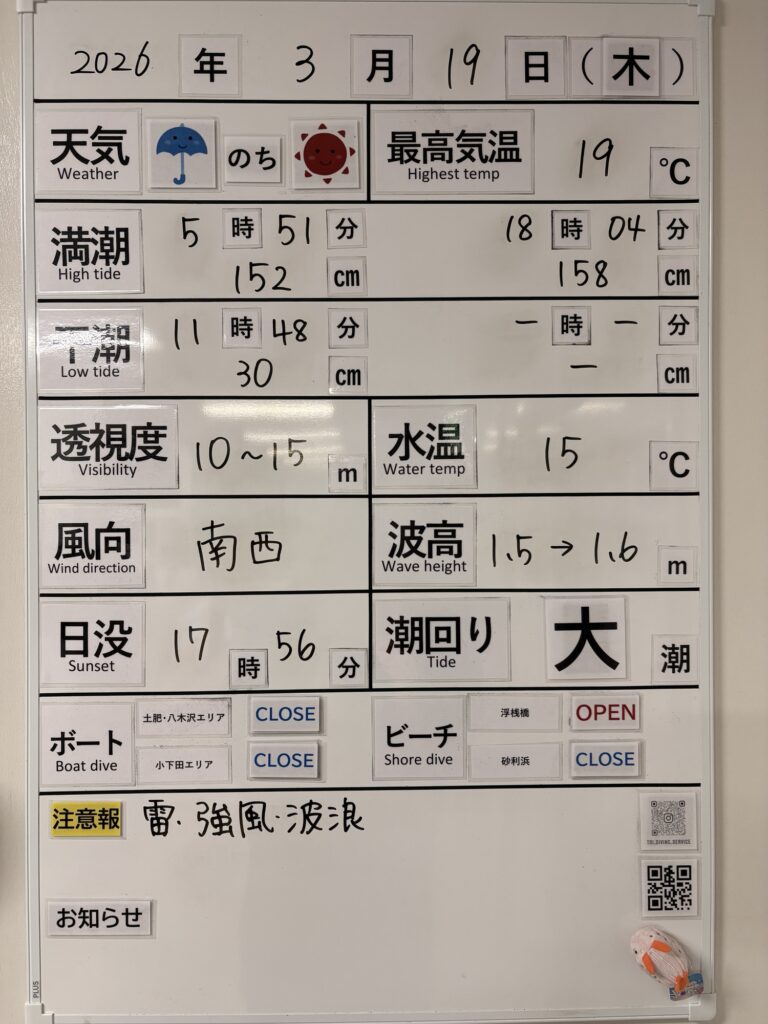 2026 年 3 月 19 日 (木)
天気 Weather のち
最高気温 Highest temp 19 ℃
満潮 High tide 5 時 51 分 152 cm
18 時 04 分 158 cm
干潮 Low tide 11 時 48 分 30 cm
ー 時 ー 分 ー cm
透視度 Visibility 10~15 m
水温 Water temp 15 ℃
風向 Wind direction 南西
波高 Wave height 1.5→1.6 m
日没 Sunset 17 時 56 分
潮回り Tide 大 潮
ボート Boat dive
土肥・八木沢エリア CLOSE
小下田エリア CLOSE
ビーチ Shore dive
浮桟橋 OPEN
砂利浜 CLOSE
注意報 雷・強風・波浪
TOI.DIVING.SERVICE
お知らせ
PLUS